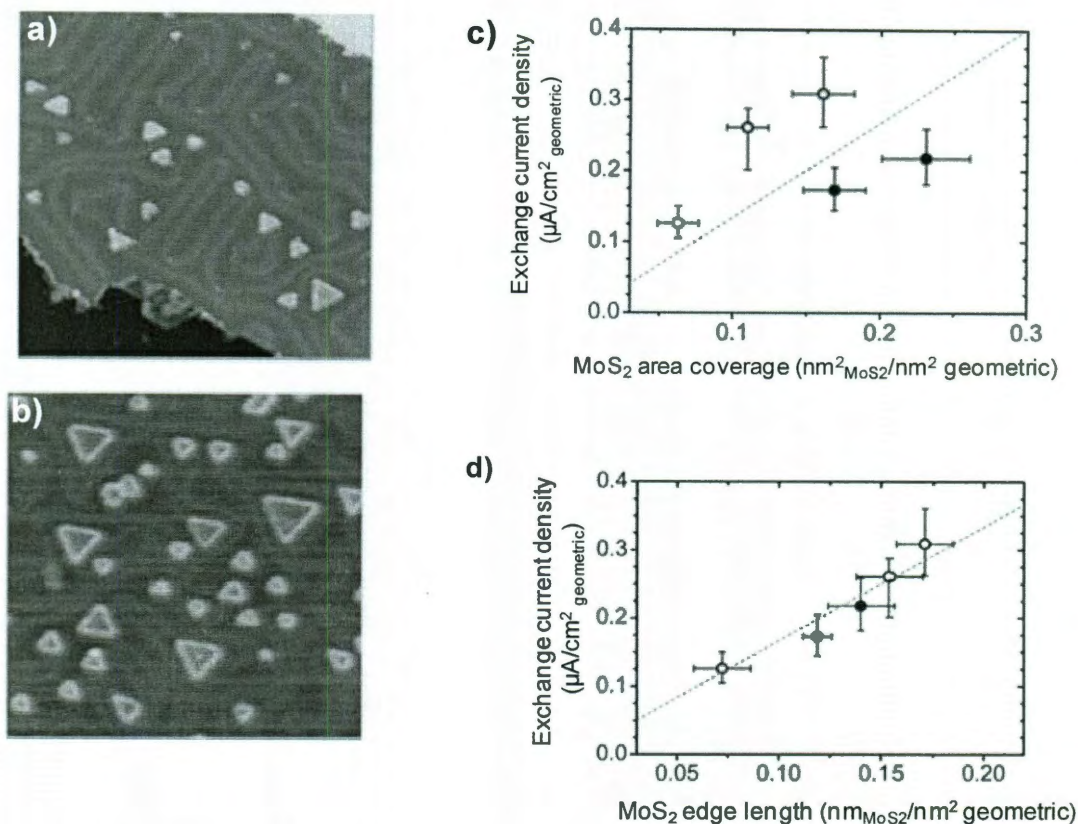 a)
b)
c)
Exchange current density
(µA/cm² geometric)
0.4
0.3
0.2
0.1
0.0
0.1
0.2
0.3
MoS₂ area coverage (nm²MoS2/nm² geometric)
d)
Exchange current density
(µA/cm² geometric)
0.4
0.3
0.2
0.1
0.0
0.05
0.10
0.15
0.20
MoS₂ edge length (nmMoS2/nm² geometric)